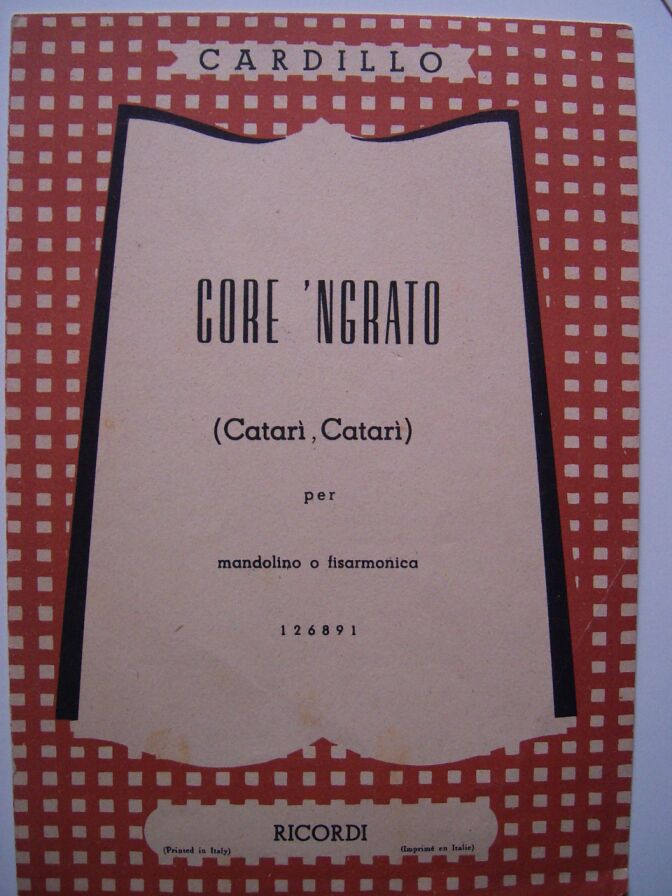 CARDILLO
CORE 'NGRATO
(Catarì, Catarì)
per
mandolino o fisarmonica
126891
RICORDI
(Printed in Italy) (Imprimé en Italie)